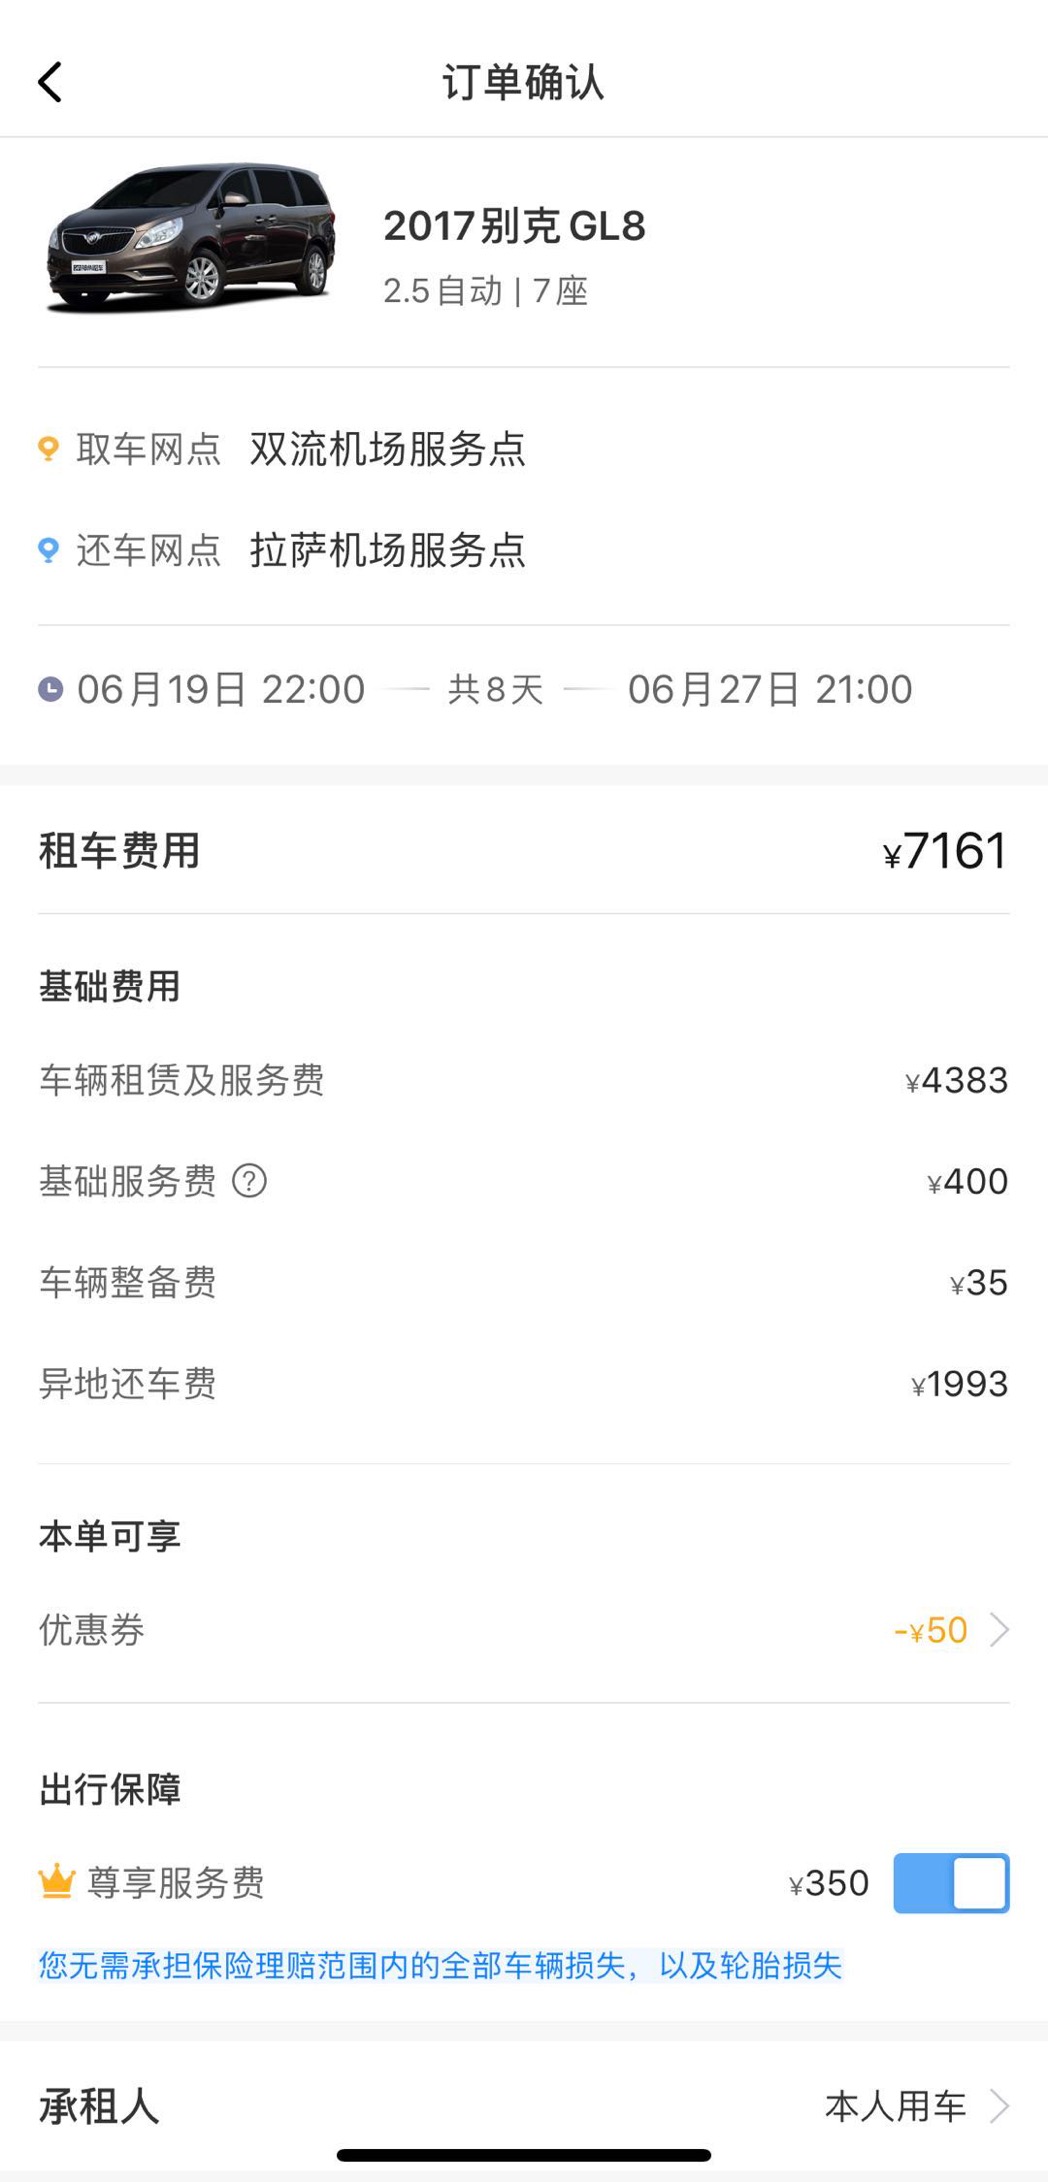 订单确认
2017别克GL8
2.5自动 | 7座
取车网点 双流机场服务点
还车网点 拉萨机场服务点
06月19日 22:00 共8天 06月27日 21:00
租车费用 ¥7161
基础费用
车辆租赁及服务费 ¥4383
基础服务费 ? ¥400
车辆整备费 ¥35
异地还车费 ¥1993
本单可享
优惠券 -¥50
出行保障
尊享服务费 ¥350
您无需承担保险理赔范围内的全部车辆损失，以及轮胎损失
承租人 本人用车